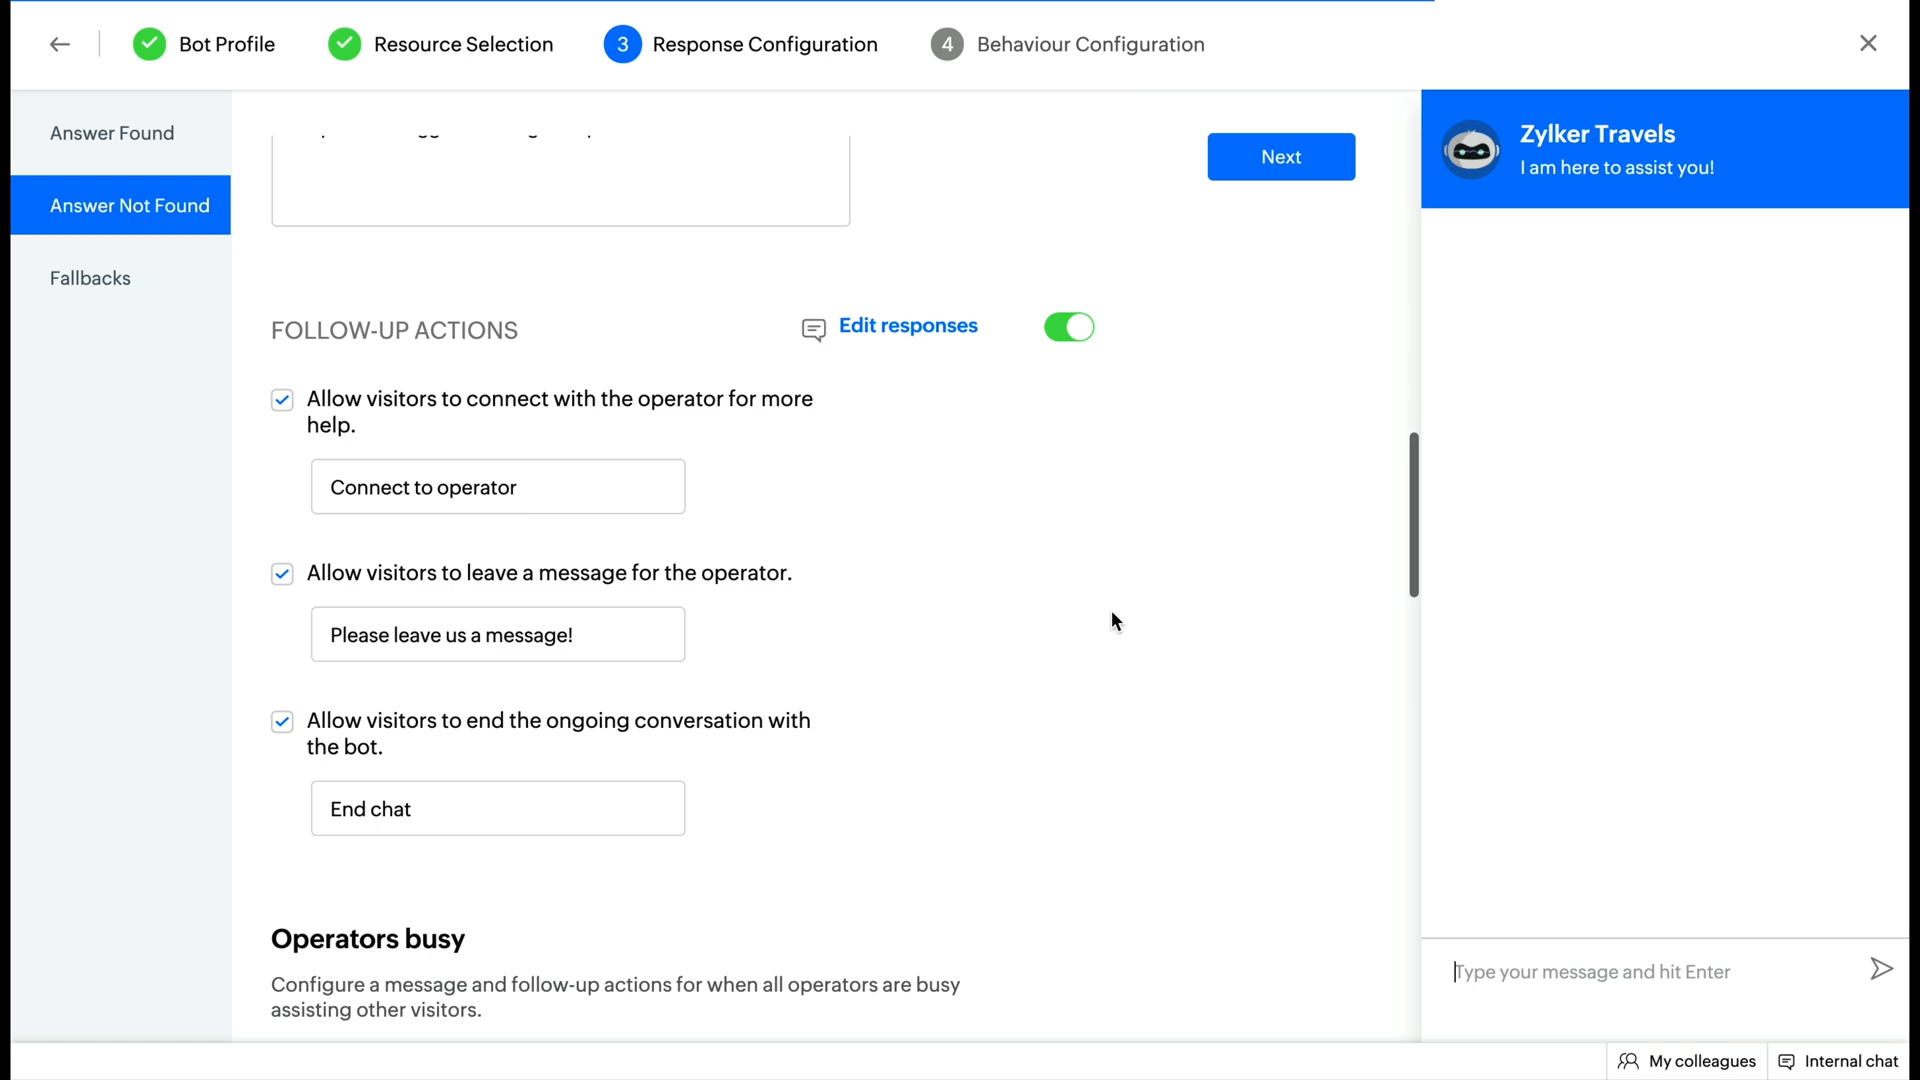 Bot Profile
Resource Selection
3 Response Configuration
4 Behaviour Configuration
Answer Found
Answer Not Found
Fallbacks
Next
FOLLOW-UP ACTIONS
Edit responses
Allow visitors to connect with the operator for more
help.
Connect to operator
Allow visitors to leave a message for the operator.
Please leave us a message!
Allow visitors to end the ongoing conversation with
the bot.
End chat
Operators busy
Configure a message and follow-up actions for when all operators are busy
assisting other visitors.
Zylker Travels
I am here to assist you!
Type your message and hit Enter
My colleagues
Internal chat